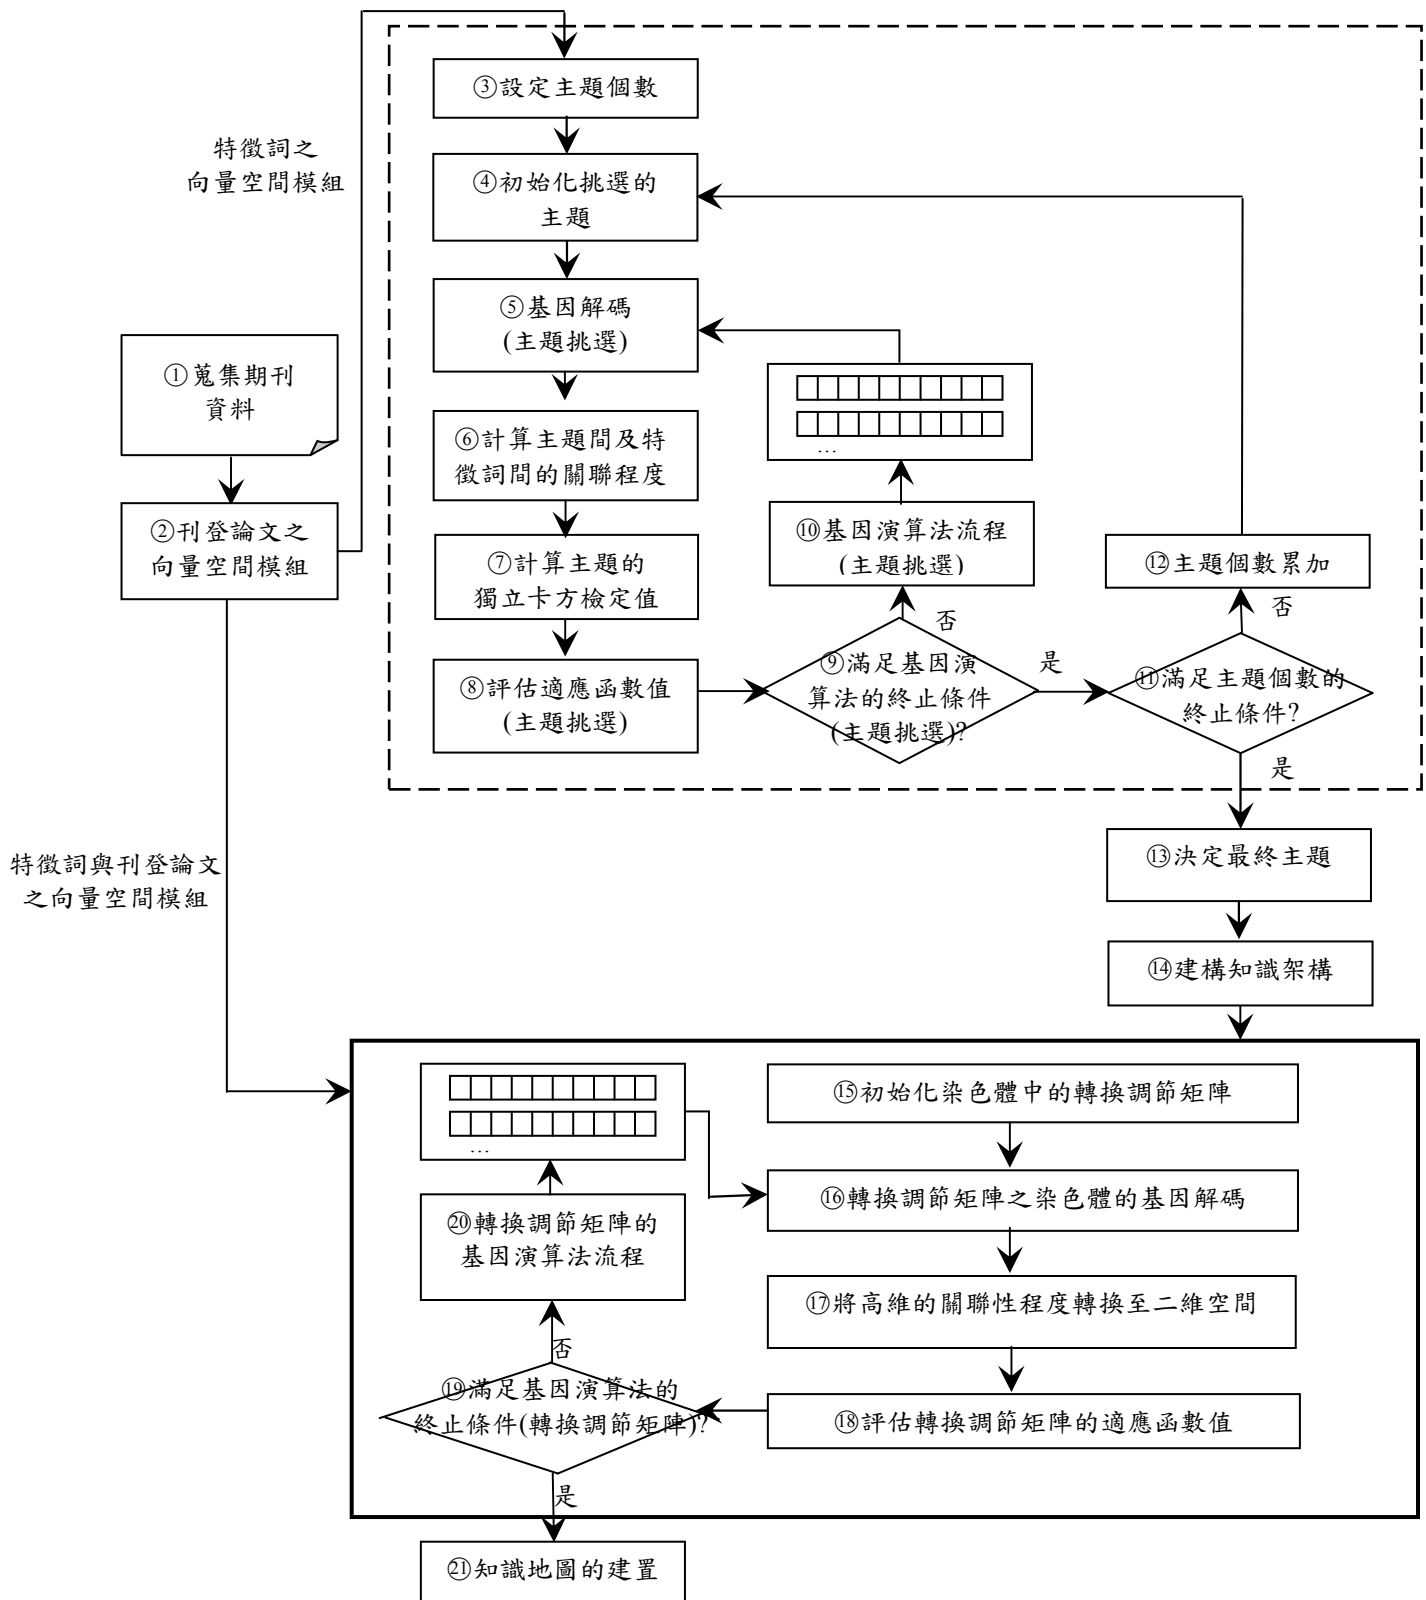 ③設定主題個數
特徵詞之
向量空間模組
④初始化挑選的
主題
⑤基因解碼
(主題挑選)
①蒐集期刊
資料
...
⑥計算主題間及特
徵詞間的關聯程度
②刊登論文之
向量空間模組
⑦計算主題的
獨立卡方檢定值
⑩基因演算法流程
(主題挑選)
⑫主題個數累加
否
否
⑧評估適應函數值
(主題挑選)
⑨滿足基因演
算法的終止條件
(主題挑選)?
是
⑪滿足主題個數的
終止條件?
是
特徵詞與刊登論文
之向量空間模組
⑬決定最終主題
⑭建構知識架構
...
⑮初始化染色體中的轉換調節矩陣
⑯轉換調節矩陣之染色體的基因解碼
⑳轉換調節矩陣的
基因演算法流程
⑰將高維的關聯性程度轉換至二維空間
否
⑲滿足基因演算法的
終止條件(轉換調節矩陣)?
⑱評估轉換調節矩陣的適應函數值
是
㉑知識地圖的建置